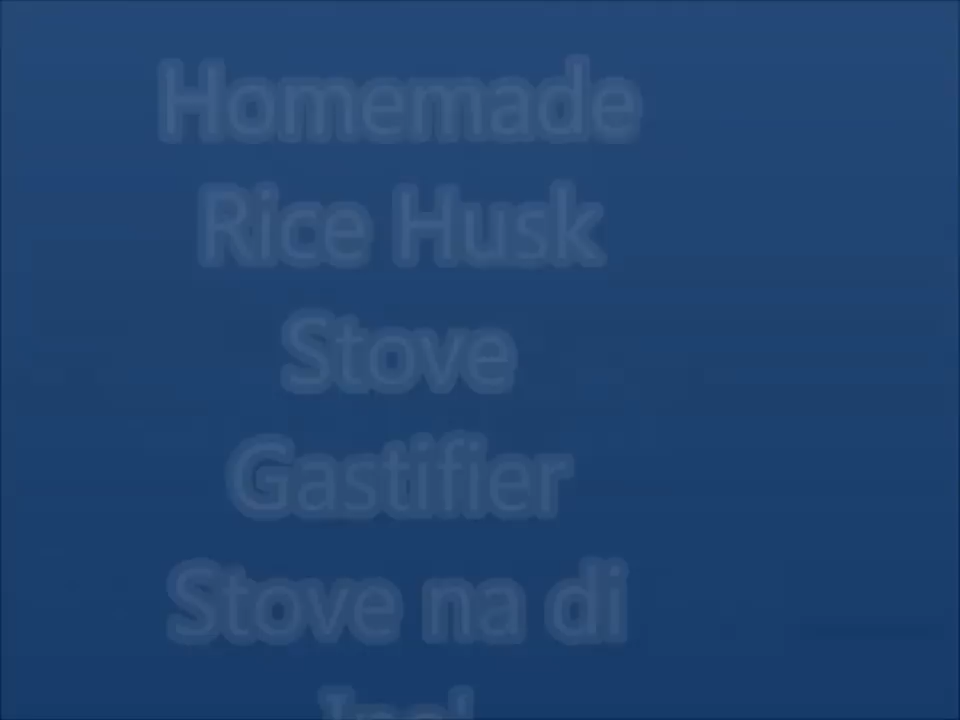 Homemade
Rice Husk
Stove
Gastifier
Stove na di